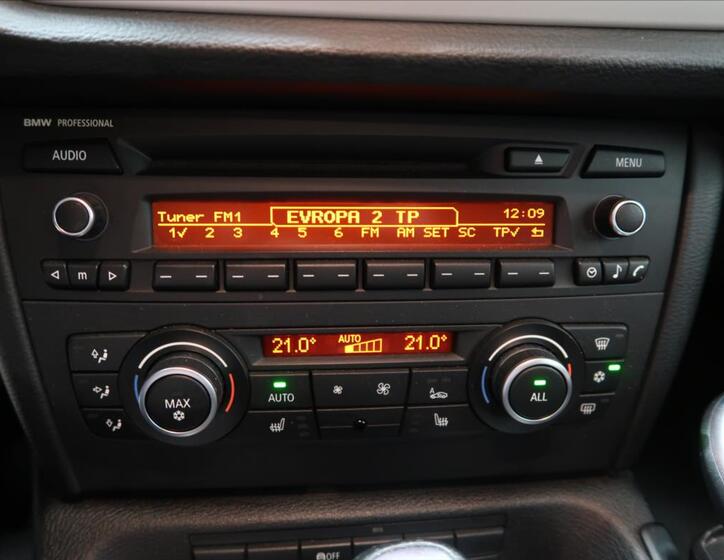 BMW PROFESSIONAL
AUDIO MENU
Tuner FM1 EVROPA 2 TP 12:09
1✓ 2 3 4 5 6 FM AM SET SC TP✓
m
21.0° AUTO 21.0°
MAX AUTO A ALL
OFF